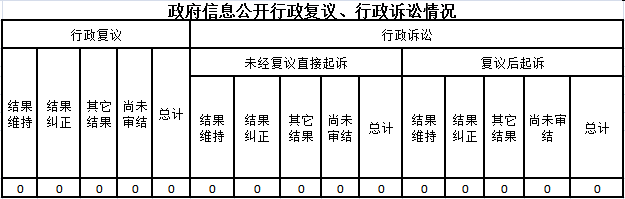 政府信息公开行政复议、行政诉讼情况
行政复议 行政诉讼
未经复议直接起诉 复议后起诉
结果维持 结果纠正 其它结果 尚未审结 总计 结果维持 结果纠正 其它结果 尚未审结 总计 结果维持 结果纠正 其它结果 尚未审结 总计
0 0 0 0 0 0 0 0 0 0 0 0 0 0 0